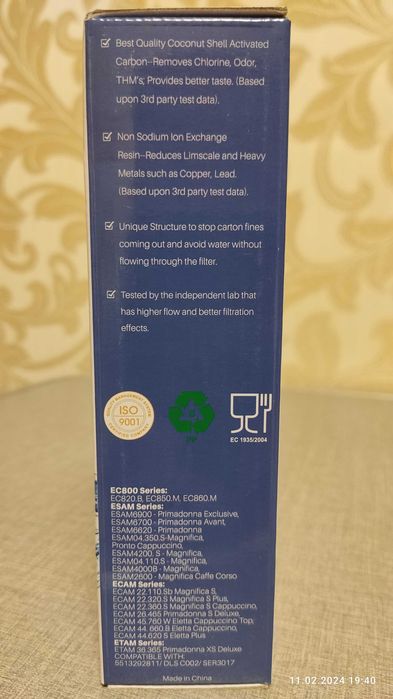 Best Quality Coconut Shell Activated
Carbon--Removes Chlorine, Odor,
THM's; Provides better taste. (Based
upon 3rd party test data).
Non Sodium Ion Exchange
Resin--Reduces Limscale and Heavy
Metals such as Copper, Lead.
(Based upon 3rd party test data).
Unique Structure to stop carton fines
coming out and avoid water without
flowing through the filter.
Tested by the independent lab that
has higher flow and better filtration
effects.
QUALITY MANAGEMENT SYSTEM
ISO
9001
CERTIFIED COMPANY
PP
EC 1935/2004
EC800 Series:
EC820.B, EC850.M, EC860.M
ESAM Series:
ESAM6900 - Primadonna Exclusive,
ESAM6700 - Primadonna Avant,
ESAM6620 - Primadonna
ESAM04.350.S-Magnifica,
Pronto Cappuccino,
ESAM4200. S - Magnifica,
ESAM04.110.S - Magnifica,
ESAM4000B - Magnifica,
ESAM2600 - Magnifica Caffe Corso
ECAM Series:
ECAM 22.110.Sb Magnifica S,
ECAM 22.320.S Magnifica S Plus,
ECAM 22.360.S Magnifica S Cappuccino,
ECAM 26.465 Primadonna S Deluxe,
ECAM 45.760 W Eletta Cappuccino Top,
ECAM 44. 660.B Eletta Cappuccino,
ECAM 44.620 S Eletta Plus
ETAM Series:
ETAM 36.365 Primadonna XS Deluxe
COMPATIBLE WITH:
5513292811/ DLS C002/ SER3017
Made in China
11.02.2024 19:40